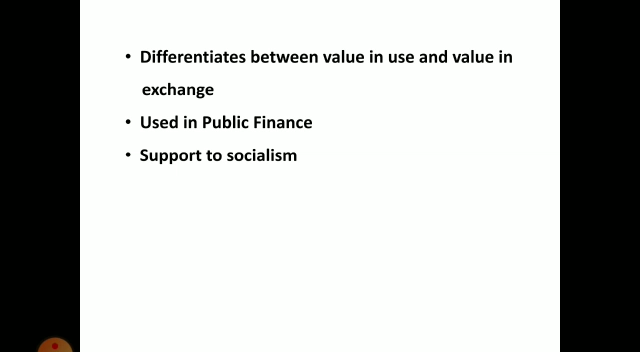 • Differentiates between value in use and value in
exchange
• Used in Public Finance
• Support to socialism